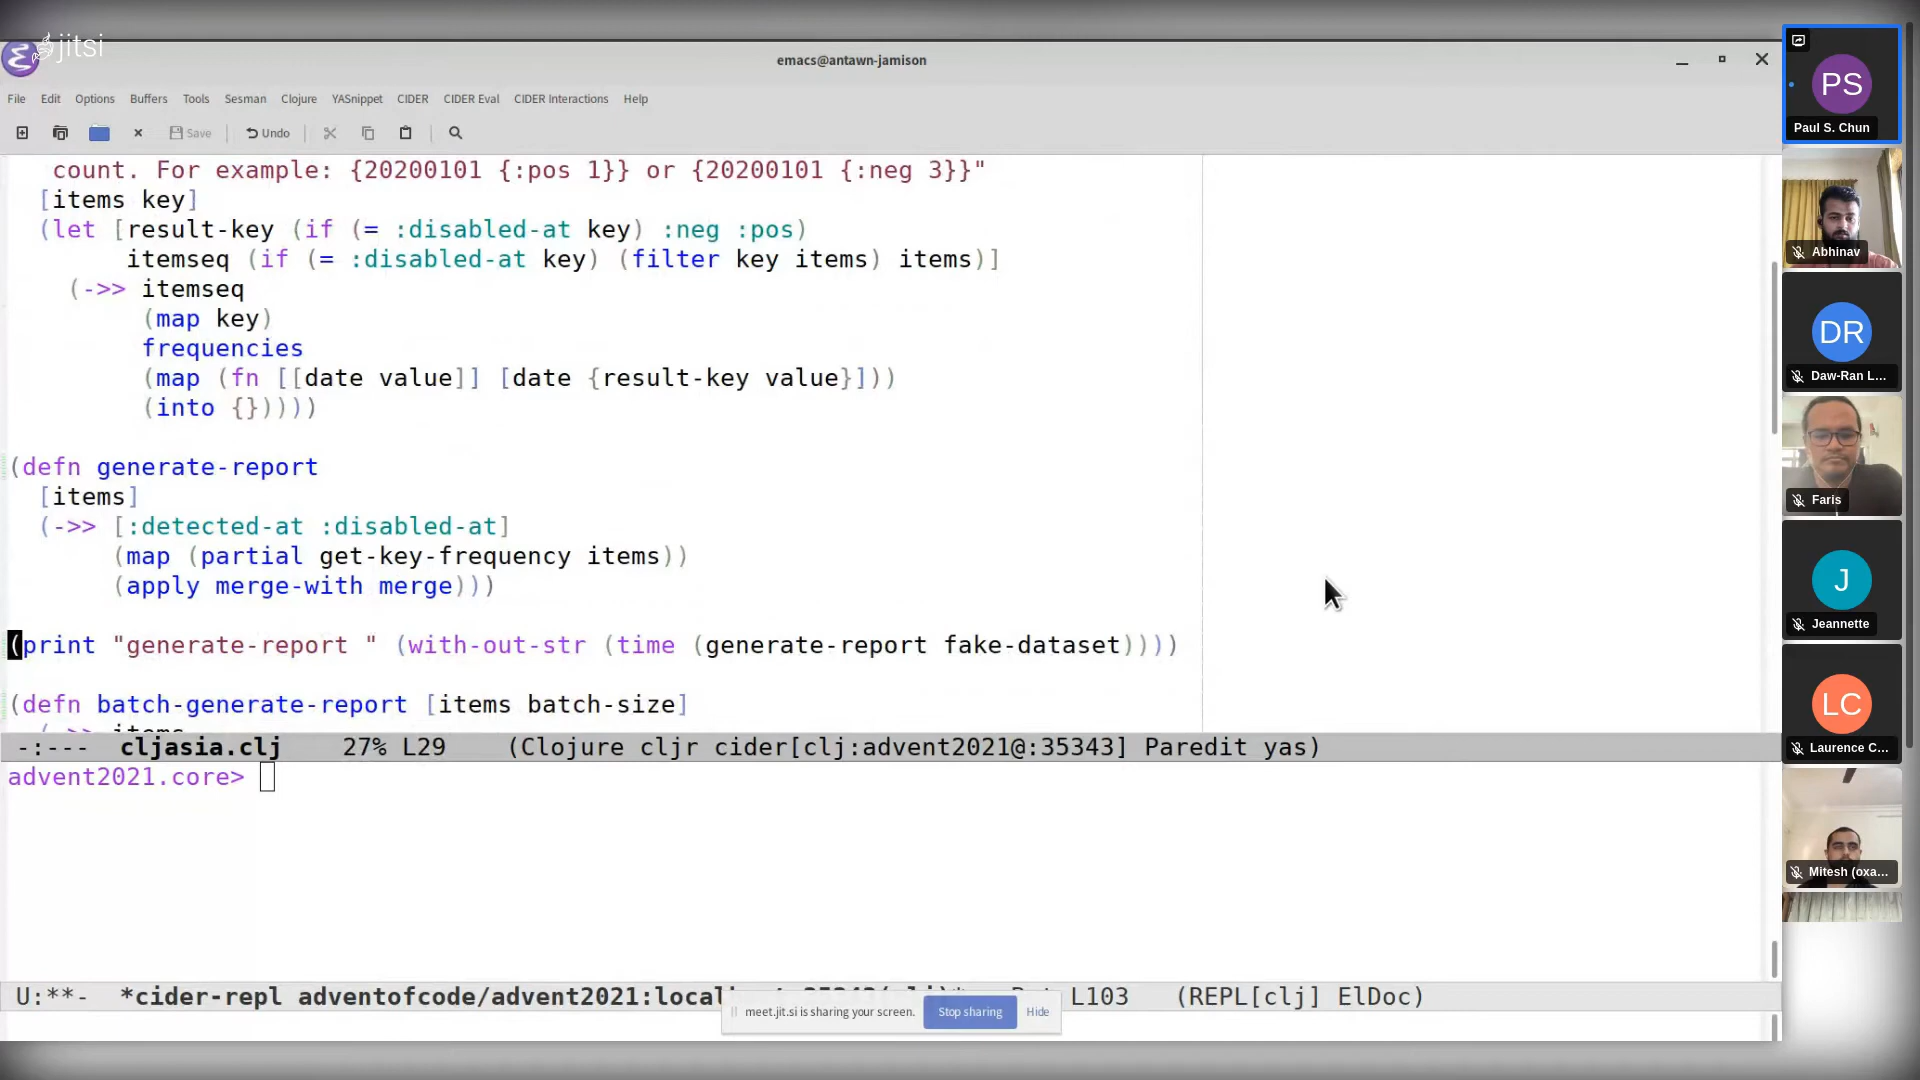 jitsi
emacs@antawn-jamison
File Edit Options Buffers Tools Sesman Clojure YASnippet CIDER CIDER Eval CIDER Interactions Help
Save Undo
count. For example: {20200101 {:pos 1}} or {20200101 {:neg 3}}"
[items key]
(let [result-key (if (= :disabled-at key) :neg :pos)
itemseq (if (= :disabled-at key) (filter key items) items)]
(->> itemseq
(map key)
frequencies
(map (fn [[date value]] [date {result-key value}]))
(into {}))))
(defn generate-report
[items]
(->> [:detected-at :disabled-at]
(map (partial get-key-frequency items))
(apply merge-with merge)))
(print "generate-report " (with-out-str (time (generate-report fake-dataset))))
(defn batch-generate-report [items batch-size]
(->> items
-:--- cljasia.clj 27% L29 (Clojure cljr cider[clj:advent2021@:35343] Paredit yas)
advent2021.core>
U:**- *cider-repl adventofcode/advent2021:local L103 (REPL[clj] ElDoc)
meet.jit.si is sharing your screen. Stop sharing Hide
PS
Paul S. Chun
Abhinav
DR
Daw-Ran L...
Faris
J
Jeannette
LC
Laurence C...
Mitesh (oxa...